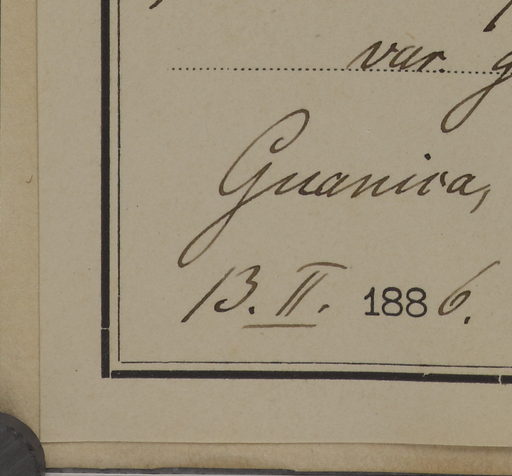 var.
Guanica,
13. II. 1886.